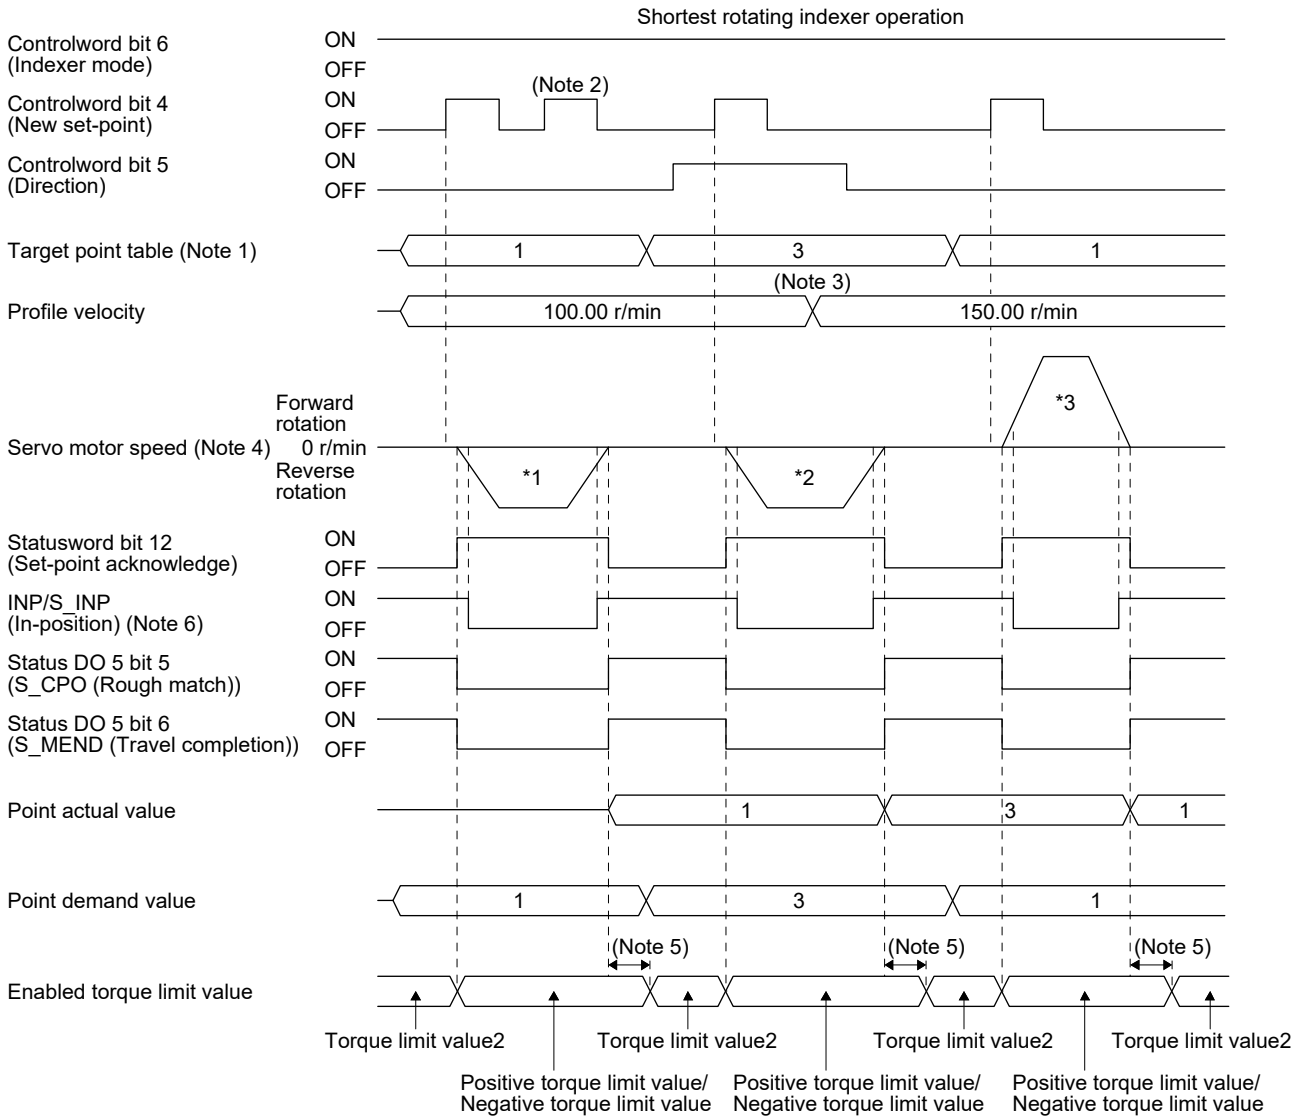 Shortest rotating indexer operation
Controlword bit 6
(Indexer mode)
ON
OFF
Controlword bit 4
(New set-point)
ON
OFF
(Note 2)
Controlword bit 5
(Direction)
ON
OFF
Target point table (Note 1)
1
3
1
Profile velocity
(Note 3)
100.00 r/min
150.00 r/min
Servo motor speed (Note 4)
Forward
rotation
0 r/min
Reverse
rotation
*1
*2
*3
Statusword bit 12
(Set-point acknowledge)
ON
OFF
INP/S_INP
(In-position) (Note 6)
ON
OFF
Status DO 5 bit 5
(S_CPO (Rough match))
ON
OFF
Status DO 5 bit 6
(S_MEND (Travel completion))
ON
OFF
Point actual value
1
3
1
Point demand value
1
3
1
Enabled torque limit value
(Note 5)
(Note 5)
(Note 5)
Torque limit value2
Torque limit value2
Torque limit value2
Torque limit value2
Positive torque limit value/
Negative torque limit value
Positive torque limit value/
Negative torque limit value
Positive torque limit value/
Negative torque limit value